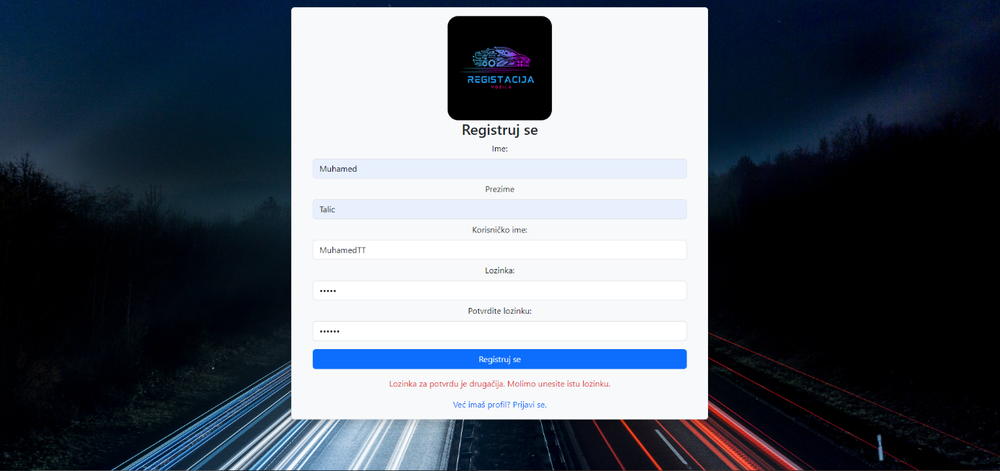 REGISTACIJA
VOZILA
Registruj se
Ime:
Muhamed
Prezime
Talic
Korisničko ime:
MuhamedTT
Lozinka:
•••••
Potvrdite lozinku:
••••••
Registruj se
Lozinka za potvrdu je drugačija. Molimo unesite istu lozinku.
Već imaš profil? Prijavi se.